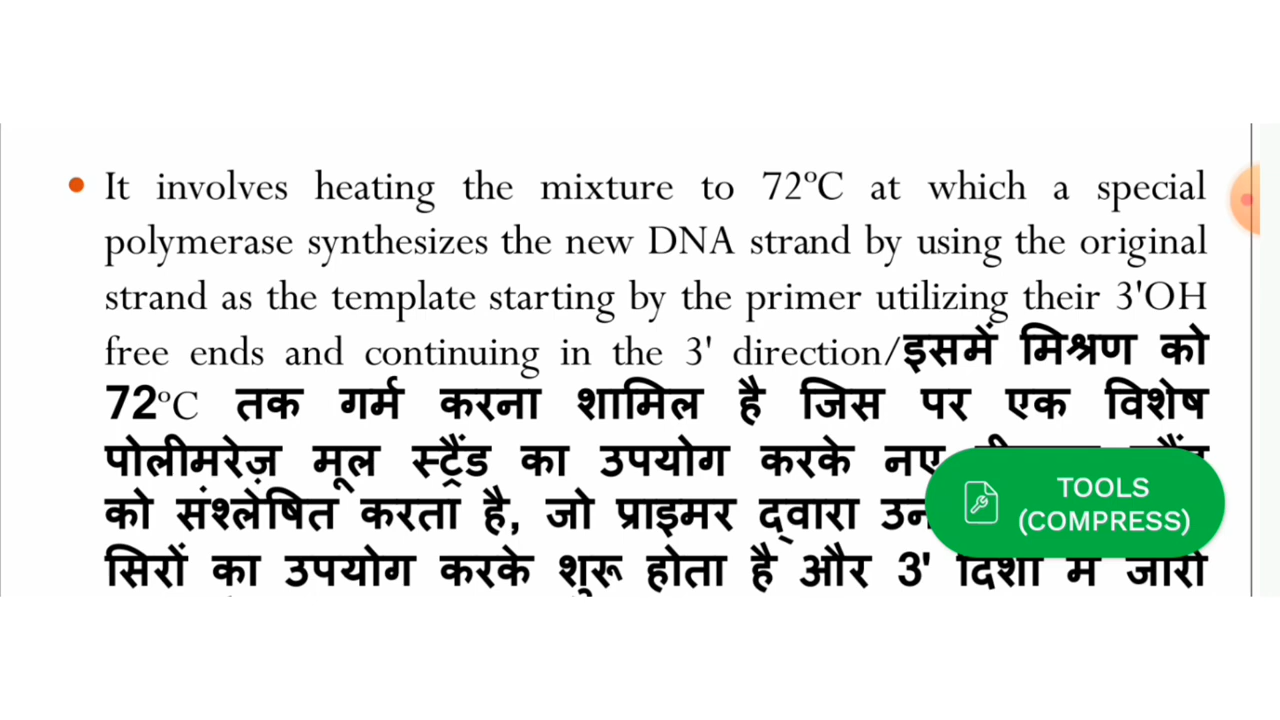 It involves heating the mixture to 72ºC at which a special
polymerase synthesizes the new DNA strand by using the original
strand as the template starting by the primer utilizing their 3'OH
free ends and continuing in the 3' direction/इसमें मिश्रण को
72ºC तक गर्म करना शामिल है जिस पर एक विशेष
पोलीमरेज़ मूल स्ट्रैंड का उपयोग करके नए
को संश्लेषित करता है, जो प्राइमर द्वारा
सिरों का उपयोग करके शुरू होता है और 3' दिशा में जारी
TOOLS
(COMPRESS)